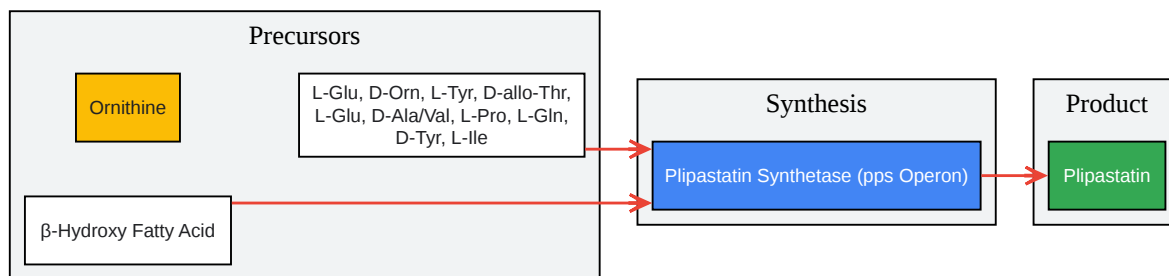 Precursors
Ornithine
L-Glu, D-Orn, L-Tyr, D-allo-Thr,
L-Glu, D-Ala/Val, L-Pro, L-Gln,
D-Tyr, L-Ile
β-Hydroxy Fatty Acid
Synthesis
Plipastatin Synthetase (pps Operon)
Product
Plipastatin